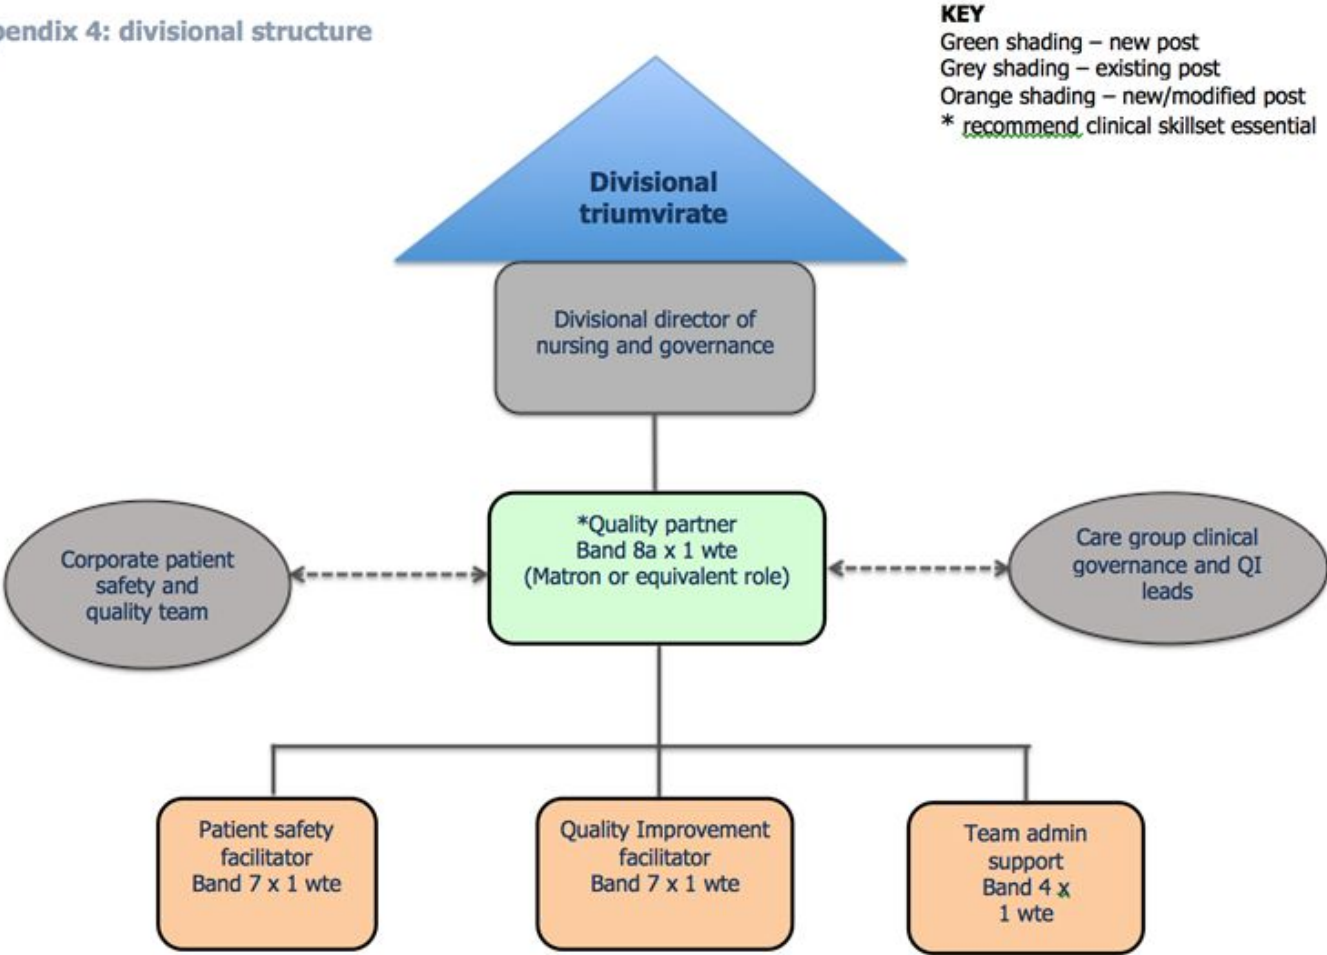 pendix 4: divisional structure
KEY
Green shading – new post
Grey shading – existing post
Orange shading – new/modified post
* recommend clinical skillset essential
Divisional
triumvirate
Divisional director of
nursing and governance
Corporate patient
safety and
quality team
*Quality partner
Band 8a x 1 wte
(Matron or equivalent role)
Care group clinical
governance and QI
leads
Patient safety
facilitator
Band 7 x 1 wte
Quality Improvement
facilitator
Band 7 x 1 wte
Team admin
support
Band 4 x
1 wte